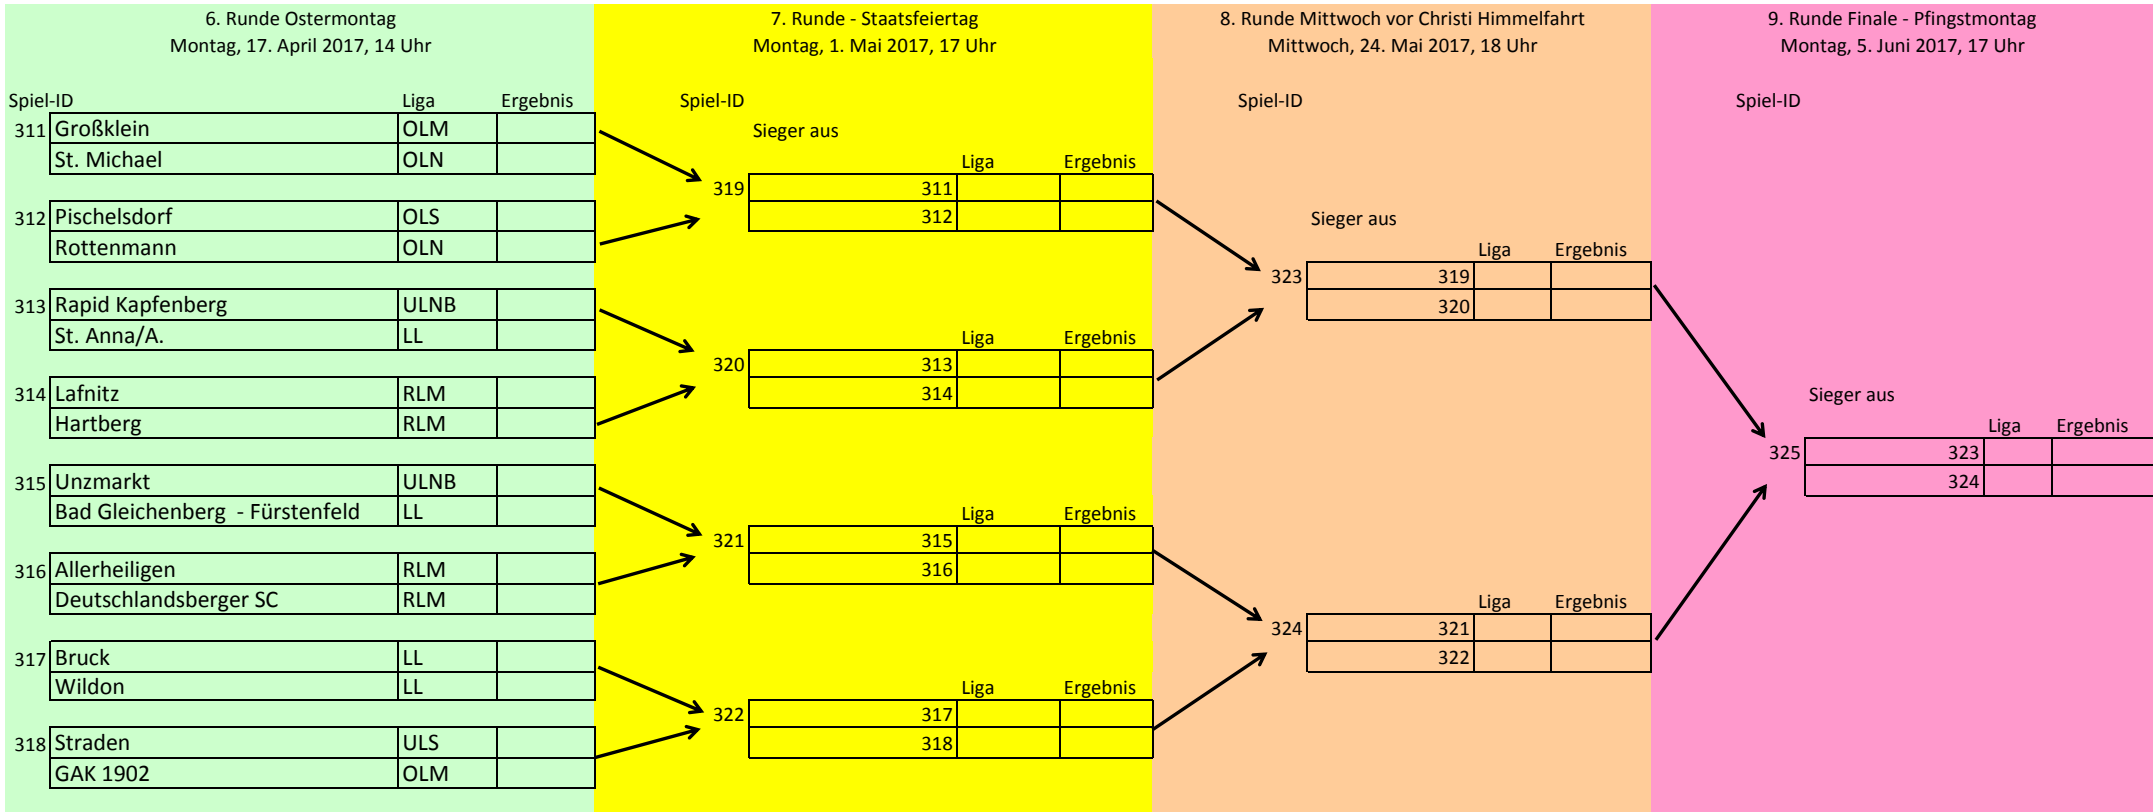 6. Runde Ostermontag
Montag, 17. April 2017, 14 Uhr
Spiel-ID Liga Ergebnis
311 Großklein OLM
St. Michael OLN
312 Pischelsdorf OLS
Rottenmann OLN
313 Rapid Kapfenberg ULNB
St. Anna/A. LL
314 Lafnitz RLM
Hartberg RLM
315 Unzmarkt ULNB
Bad Gleichenberg - Fürstenfeld LL
316 Allerheiligen RLM
Deutschlandsberger SC RLM
317 Bruck LL
Wildon LL
318 Straden ULS
GAK 1902 OLM
7. Runde - Staatsfeiertag
Montag, 1. Mai 2017, 17 Uhr
Spiel-ID
Sieger aus
Liga Ergebnis
319 311
312
Liga Ergebnis
320 313
314
Liga Ergebnis
321 315
316
Liga Ergebnis
322 317
318
8. Runde Mittwoch vor Christi Himmelfahrt
Mittwoch, 24. Mai 2017, 18 Uhr
Spiel-ID
Sieger aus
Liga Ergebnis
323 319
320
Liga Ergebnis
324 321
322
9. Runde Finale - Pfingstmontag
Montag, 5. Juni 2017, 17 Uhr
Spiel-ID
Sieger aus
Liga Ergebnis
325 323
324